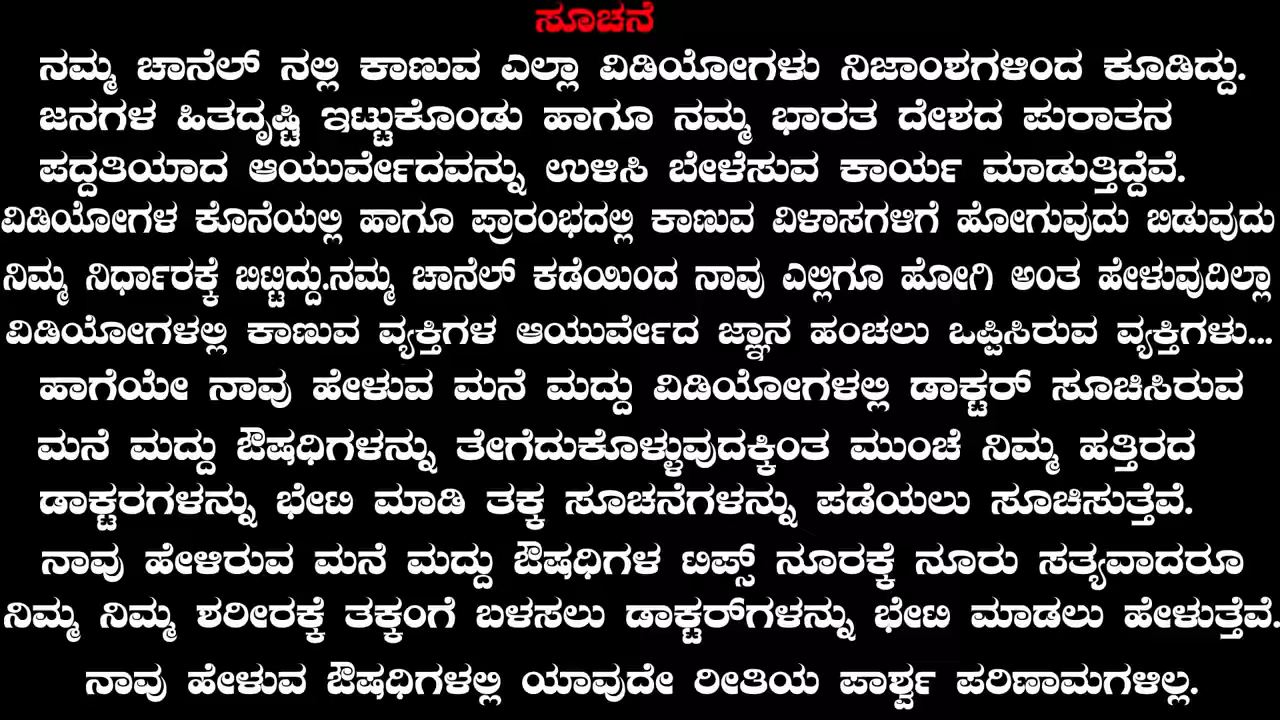 ಸೂಚನೆ
ನಮ್ಮ ಚಾನೆಲ್ ನಲ್ಲಿ ಕಾಣುವ ಎಲ್ಲಾ ವಿಡಿಯೋಗಳು ನಿಜಾಂಶಗಳಿಂದ ಕೂಡಿದ್ದು.
ಜನಗಳ ಹಿತದೃಷ್ಟಿ ಇಟ್ಟುಕೊಂಡು ಹಾಗೂ ನಮ್ಮ ಭಾರತ ದೇಶದ ಪುರಾತನ
ಪದ್ದತಿಯಾದ ಆಯುರ್ವೇದವನ್ನು ಉಳಿಸಿ ಬೇಳೆಸುವ ಕಾರ್ಯ ಮಾಡುತ್ತಿದ್ದೆವೆ.
ವಿಡಿಯೋಗಳ ಕೊನೆಯಲ್ಲಿ ಹಾಗೂ ಪ್ರಾರಂಭದಲ್ಲಿ ಕಾಣುವ ವಿಳಾಸಗಳಿಗೆ ಹೋಗುವುದು ಬಿಡುವುದು
ನಿಮ್ಮ ನಿರ್ಧಾರಕ್ಕೆ ಬಿಟ್ಟಿದ್ದು.ನಮ್ಮ ಚಾನೆಲ್ ಕಡೆಯಿಂದ ನಾವು ಎಲ್ಲಿಗೂ ಹೋಗಿ ಅಂತ ಹೇಳುವುದಿಲ್ಲಾ
ವಿಡಿಯೋಗಳಲ್ಲಿ ಕಾಣುವ ವ್ಯಕ್ತಿಗಳ ಆಯುರ್ವೇದ ಜ್ಞಾನ ಹಂಚಲು ಒಪ್ಪಿಸಿರುವ ವ್ಯಕ್ತಿಗಳು...
ಹಾಗೆಯೇ ನಾವು ಹೇಳುವ ಮನೆ ಮದ್ದು ವಿಡಿಯೋಗಳಲ್ಲಿ ಡಾಕ್ಟರ್ ಸೂಚಿಸಿರುವ
ಮನೆ ಮದ್ದು ಔಷಧಿಗಳನ್ನು ತೇಗೆದುಕೊಳ್ಳುವುದಕ್ಕಿಂತ ಮುಂಚೆ ನಿಮ್ಮ ಹತ್ತಿರದ
ಡಾಕ್ಟರಗಳನ್ನು ಭೇಟಿ ಮಾಡಿ ತಕ್ಕ ಸೂಚನೆಗಳನ್ನು ಪಡೆಯಲು ಸೂಚಿಸುತ್ತೆವೆ.
ನಾವು ಹೇಳಿರುವ ಮನೆ ಮದ್ದು ಔಷಧಿಗಳ ಟಿಪ್ಸ್ ನೂರಕ್ಕೆ ನೂರು ಸತ್ಯವಾದರೂ
ನಿಮ್ಮ ನಿಮ್ಮ ಶರೀರಕ್ಕೆ ತಕ್ಕಂಗೆ ಬಳಸಲು ಡಾಕ್ಟರ್‌ಗಳನ್ನು ಭೇಟಿ ಮಾಡಲು ಹೇಳುತ್ತೆವೆ.
ನಾವು ಹೇಳುವ ಔಷಧಿಗಳಲ್ಲಿ ಯಾವುದೇ ರೀತಿಯ ಪಾರ್ಶ್ವ ಪರಿಣಾಮಗಳಿಲ್ಲ.